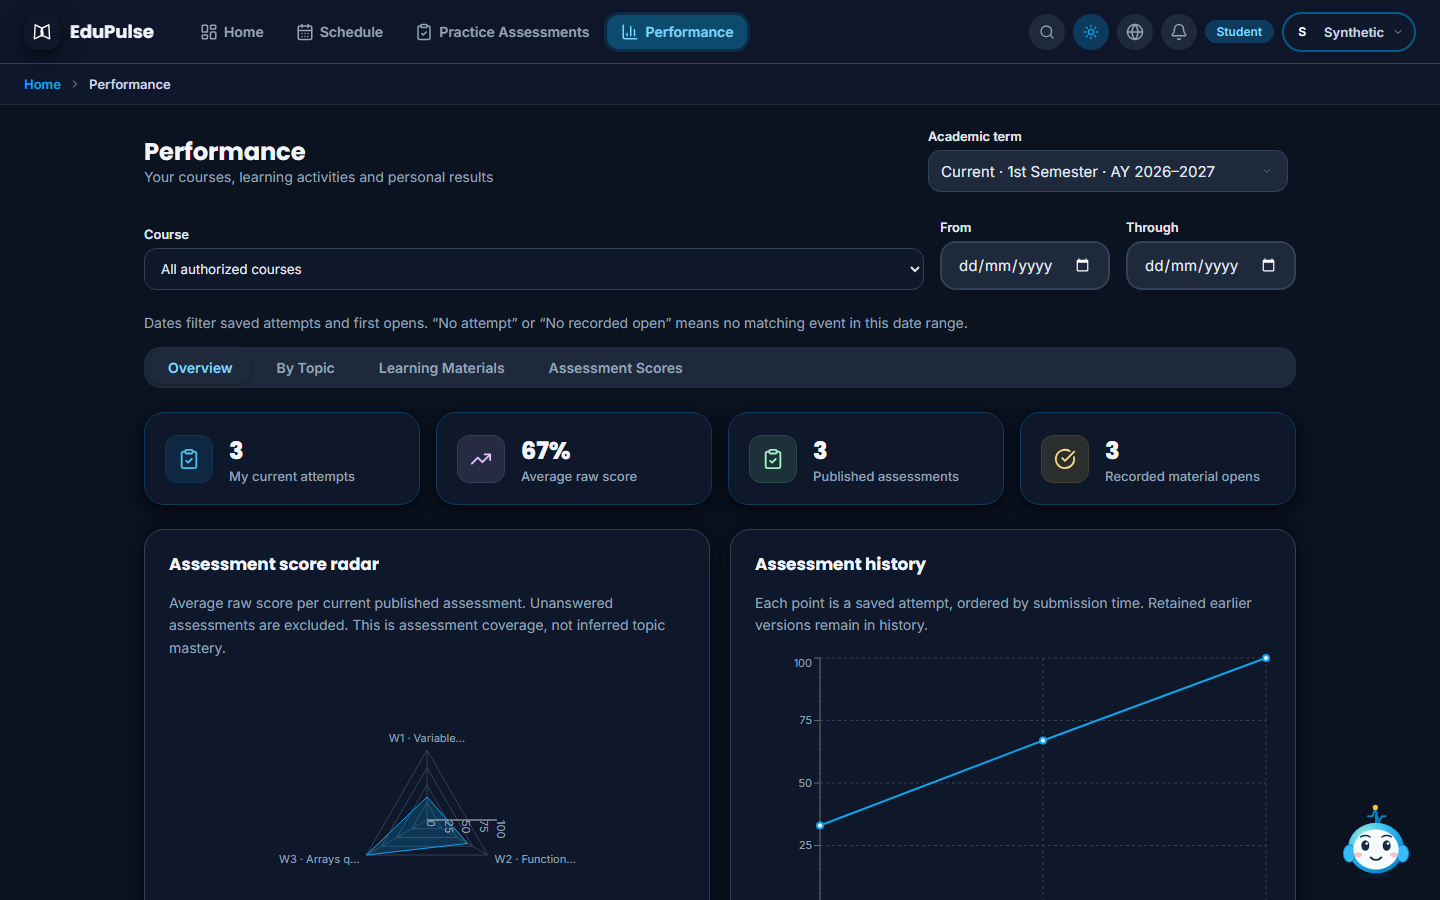 EduPulse
Home
Schedule
Practice Assessments
Performance
Student
S
Synthetic
Home
Performance
Performance
Your courses, learning activities and personal results
Academic term
Current · 1st Semester · AY 2026–2027
Course
All authorized courses
From
dd/mm/yyyy
Through
dd/mm/yyyy
Dates filter saved attempts and first opens. “No attempt” or “No recorded open” means no matching event in this date range.
Overview
By Topic
Learning Materials
Assessment Scores
3
My current attempts
67%
Average raw score
3
Published assessments
3
Recorded material opens
Assessment score radar
Average raw score per current published assessment. Unanswered
assessments are excluded. This is assessment coverage, not inferred topic
mastery.
W1 · Variable...
0
25
50
75
100
W3 · Arrays q...
W2 · Function...
Assessment history
Each point is a saved attempt, ordered by submission time. Retained earlier
versions remain in history.
100
75
50
25